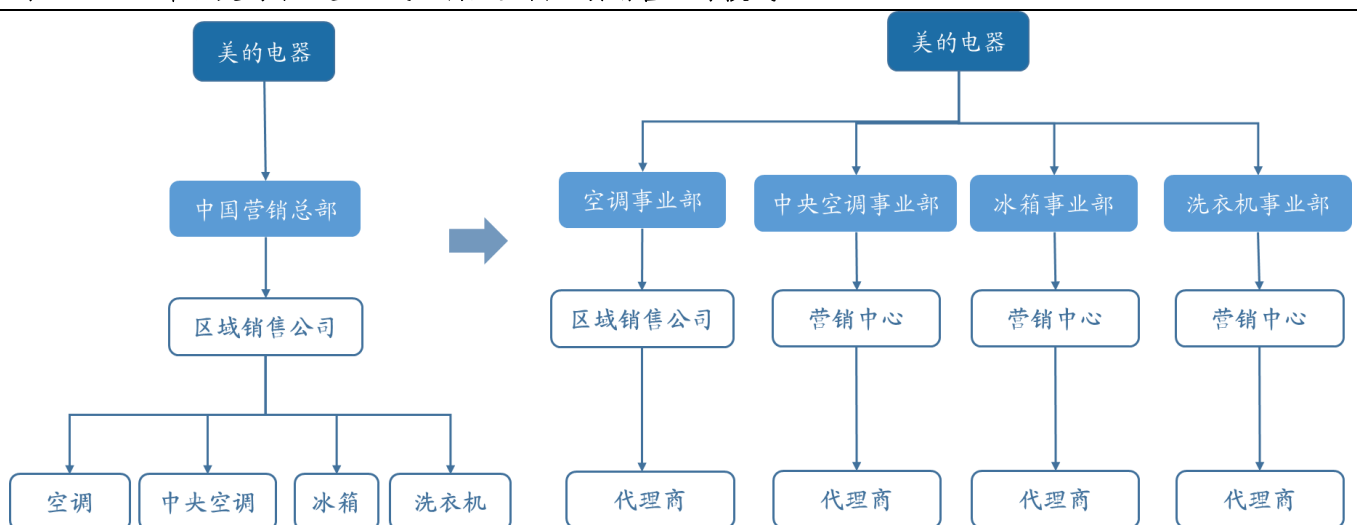 美的电器
中国营销总部
区域销售公司
空调
中央空调
冰箱
洗衣机
美的电器
空调事业部
中央空调事业部
冰箱事业部
洗衣机事业部
区域销售公司
营销中心
营销中心
营销中心
代理商
代理商
代理商
代理商